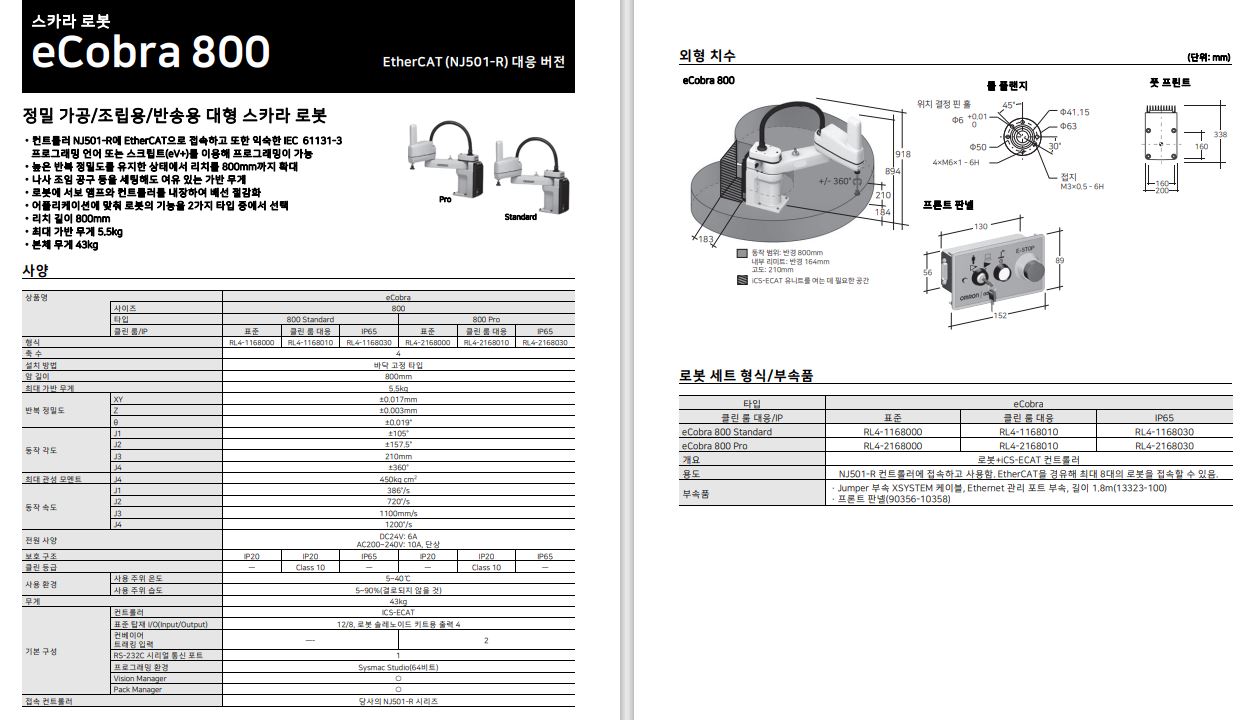 스카라 로봇
eCobra 800
EtherCAT (NJ501-R) 대응 버전
정밀 가공/조립용/반송용 대형 스카라 로봇
• 컨트롤러 NJ501-R에 EtherCAT으로 접속하고 또한 익숙한 IEC 61131-3
프로그래밍 언어 또는 스크립트(eV+)를 이용해 프로그래밍이 가능
• 높은 반복 정밀도를 유지한 상태에서 리치를 800mm까지 확대
• 나사 조임 공구 등을 세팅해도 여유 있는 가반 무게
• 로봇에 서보 앰프와 컨트롤러를 내장하여 배선 절감화
• 어플리케이션에 맞춰 로봇의 기능을 2가지 타입 중에서 선택
• 리치 길이 800mm
• 최대 가반 무게 5.5kg
• 본체 무게 43kg
Pro
Standard
사양
상품명 eCobra
사이즈 800
타입 800 Standard 800 Pro
클린 룸/IP 표준 클린 룸 대응 IP65 표준 클린 룸 대응 IP65
형식 RL4-1168000 RL4-1168010 RL4-1168030 RL4-2168000 RL4-2168010 RL4-2168030
축 수 4
설치 방법 바닥 고정 타입
암 길이 800mm
최대 가반 무게 5.5kg
반복 정밀도 XY ±0.017mm
Z ±0.003mm
θ ±0.019°
동작 각도 J1 ±105°
J2 ±157.5°
J3 210mm
J4 ±360°
최대 관성 모멘트 J4 450kg cm²
동작 속도 J1 386°/s
J2 720°/s
J3 1100mm/s
J4 1200°/s
전원 사양 DC24V: 6A
AC200~240V: 10A, 단상
보호 구조 IP20 IP20 IP65 IP20 IP20 IP65
클린 등급 — Class 10 — — Class 10 —
사용 환경 사용 주위 온도 5~40℃
사용 주위 습도 5~90%(결로되지 않을 것)
무게 43kg
기본 구성 컨트롤러 iCS-ECAT
표준 탑재 I/O(Input/Output) 12/8, 로봇 솔레노이드 키트용 출력 4
컨베이어
트래킹 입력 — 2
RS-232C 시리얼 통신 포트 1
프로그래밍 환경 Sysmac Studio(64비트)
Vision Manager ○
Pack Manager ○
접속 컨트롤러 당사의 NJ501-R 시리즈
외형 치수
(단위: mm)
eCobra 800
+/- 360°
918
894
210
184
183
동작 범위: 반경 800mm
내부 리미트: 반경 164mm
고도: 210mm
iCS-ECAT 유니트를 여는 데 필요한 공간
툴 플랜지
위치 결정 핀 홀
Φ6 +0.01
0
45°
Φ41.15
Φ63
Φ50
30°
4×M6×1 - 6H
접지
M3×0.5 - 6H
풋 프린트
338
160
160
200
프론트 판넬
130
56
89
152
E-STOP
OMRON
로봇 세트 형식/부속품
타입 eCobra
클린 룸 대응/IP 표준 클린 룸 대응 IP65
eCobra 800 Standard RL4-1168000 RL4-1168010 RL4-1168030
eCobra 800 Pro RL4-2168000 RL4-2168010 RL4-2168030
개요 로봇+iCS-ECAT 컨트롤러
용도 NJ501-R 컨트롤러에 접속하고 사용함. EtherCAT을 경유해 최대 8대의 로봇을 접속할 수 있음.
부속품 · Jumper 부속 XSYSTEM 케이블, Ethernet 관리 포트 부속, 길이 1.8m(13323-100)
· 프론트 판넬(90356-10358)